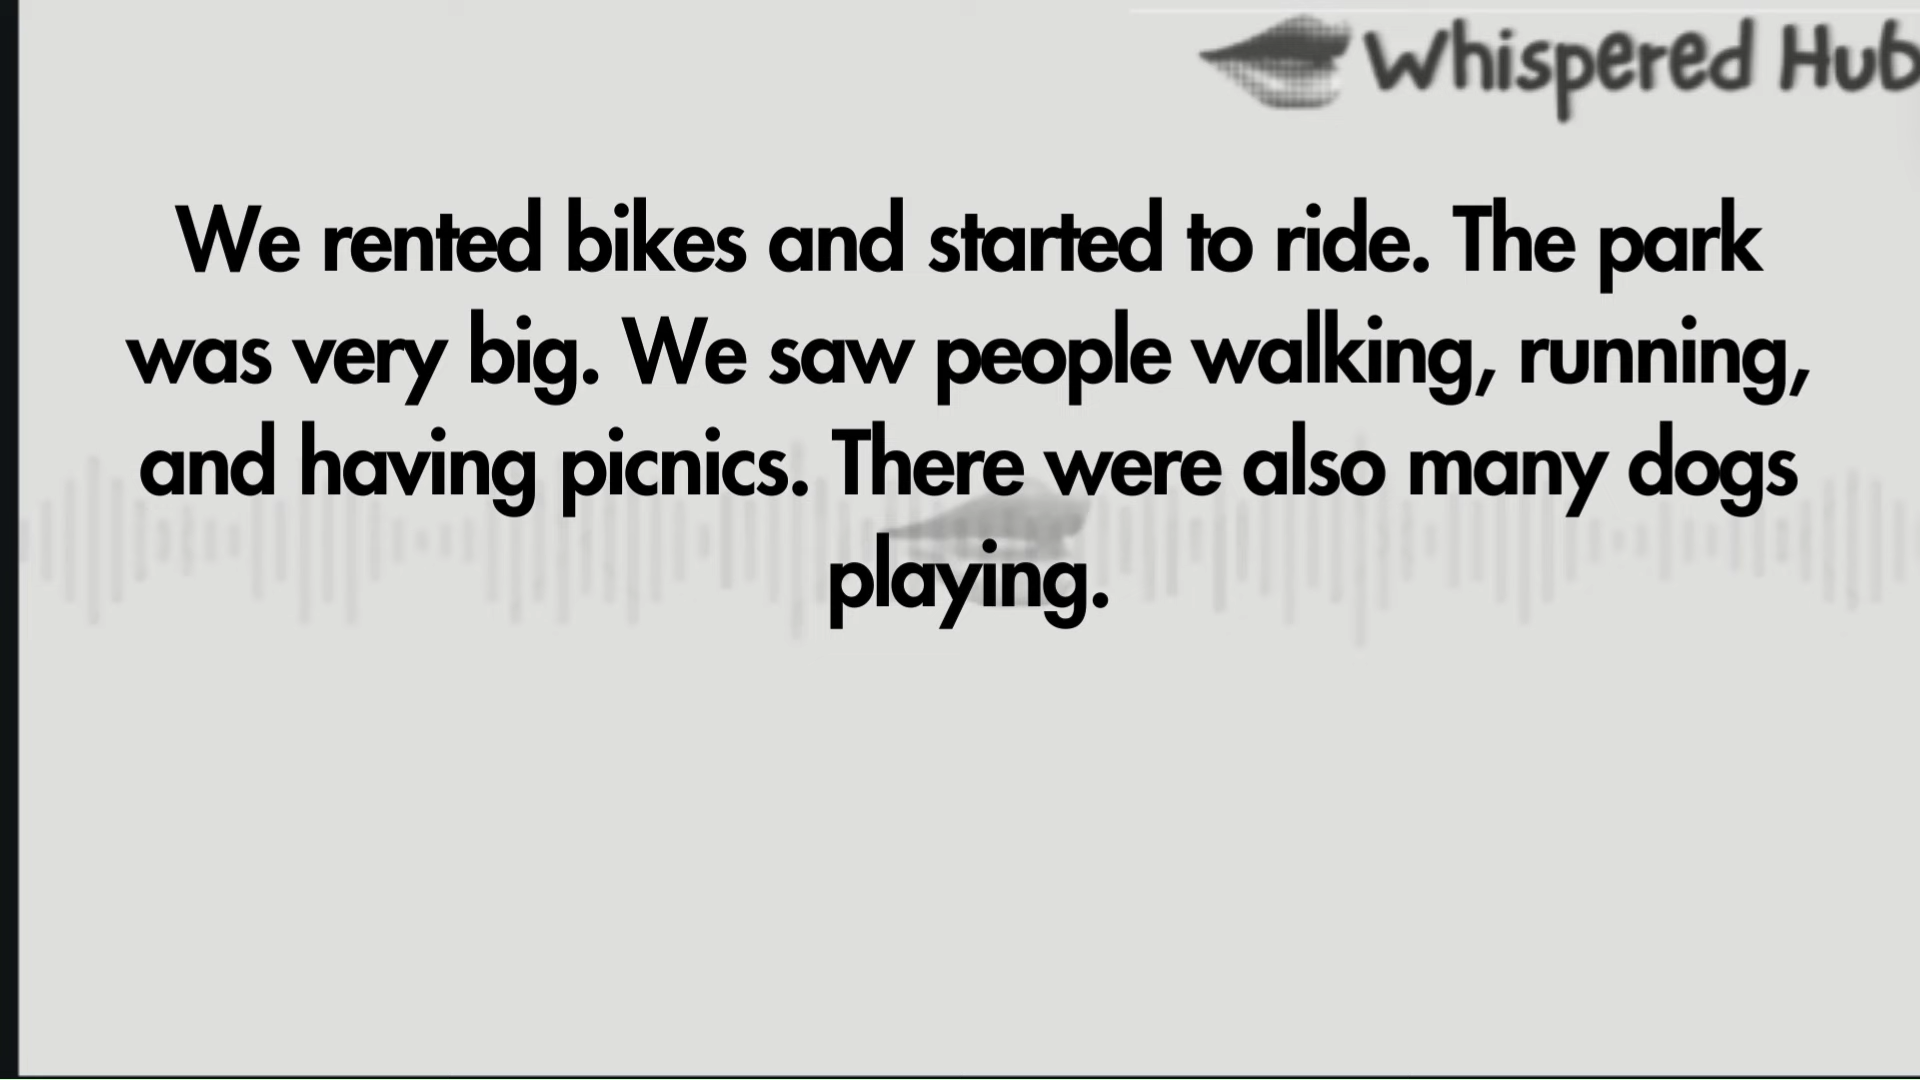 Whispered Hub
We rented bikes and started to ride. The park
was very big. We saw people walking, running,
and having picnics. There were also many dogs
playing.